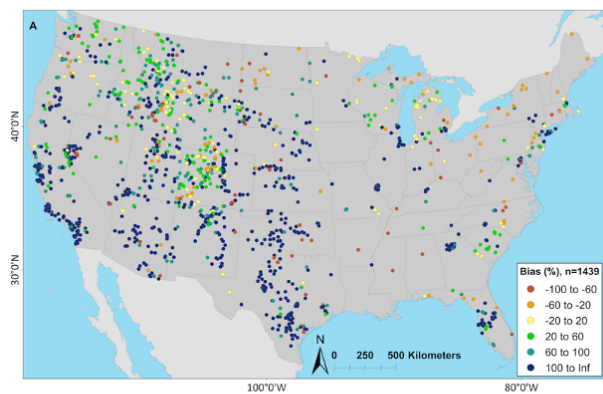 A
40°0'N
30°0'N
100°0'W
80°0'W
N
0 250 500 Kilometers
Bias (%), n=1439
-100 to -60
-60 to -20
-20 to 20
20 to 60
60 to 100
100 to Inf